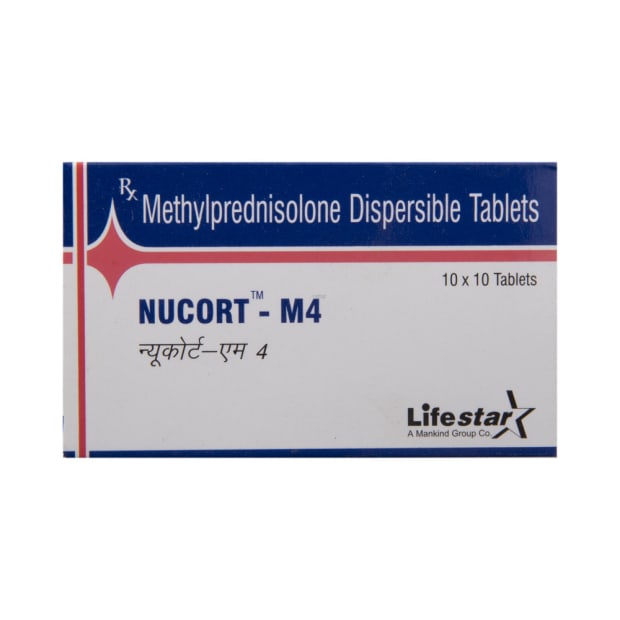 Rx Methylprednisolone Dispersible Tablets
10 x 10 Tablets
NUCORT™ - M4
न्यूकोर्ट–एम 4
Lifestar
A Mankind Group Co